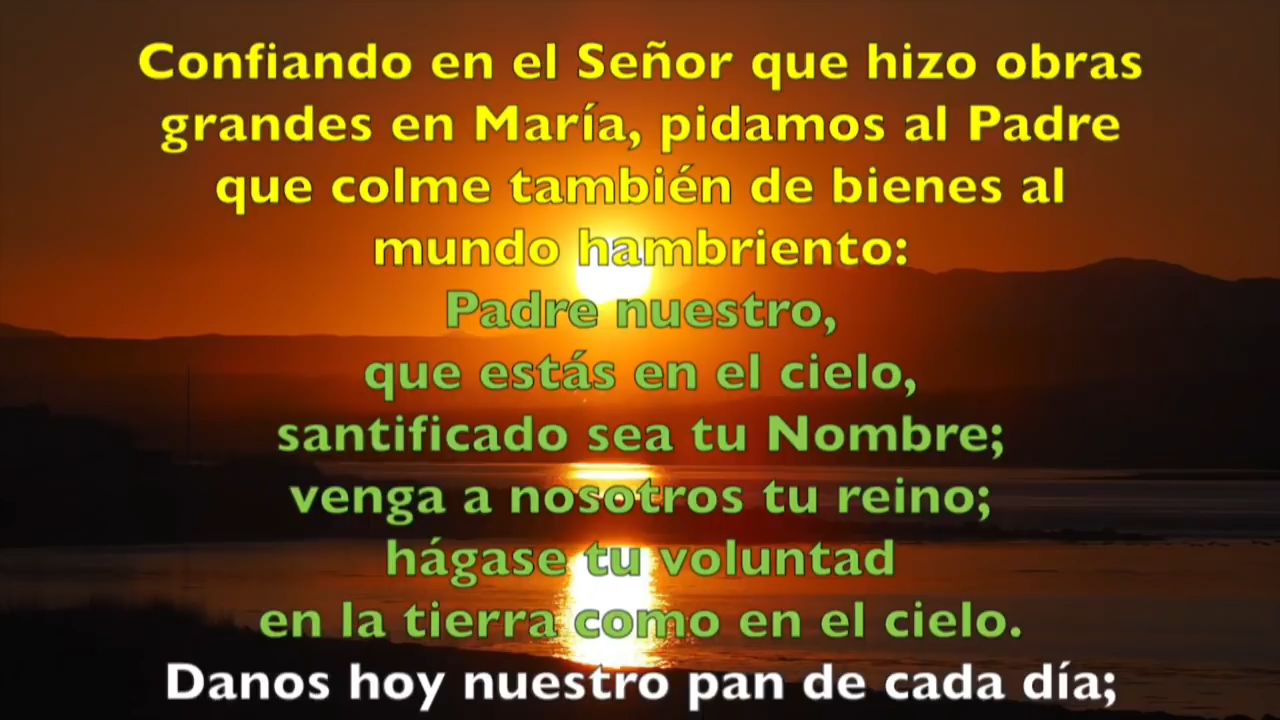 Confiando en el Señor que hizo obras
grandes en María, pidamos al Padre
que colme también de bienes al
mundo hambriento:
Padre nuestro,
que estás en el cielo,
santificado sea tu Nombre;
venga a nosotros tu reino;
hágase tu voluntad
en la tierra como en el cielo.
Danos hoy nuestro pan de cada día;